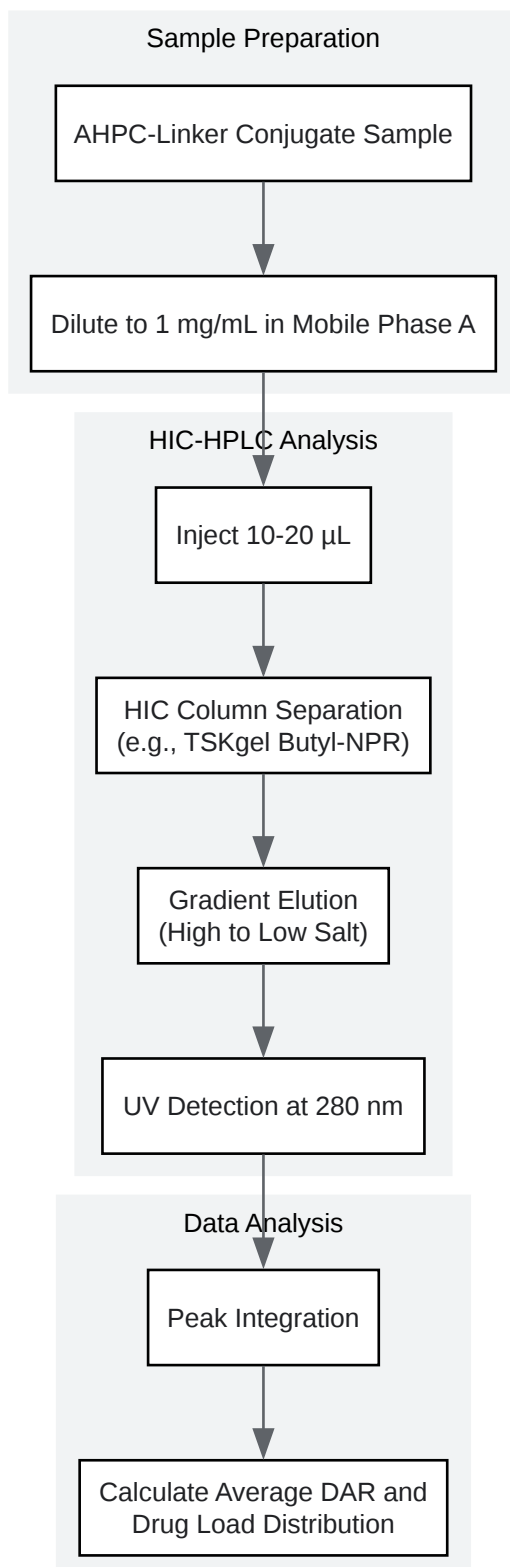 Sample Preparation
AHPC-Linker Conjugate Sample
Dilute to 1 mg/mL in Mobile Phase A
HIC-HPLC Analysis
Inject 10-20 µL
HIC Column Separation
(e.g., TSKgel Butyl-NPR)
Gradient Elution
(High to Low Salt)
UV Detection at 280 nm
Data Analysis
Peak Integration
Calculate Average DAR and
Drug Load Distribution